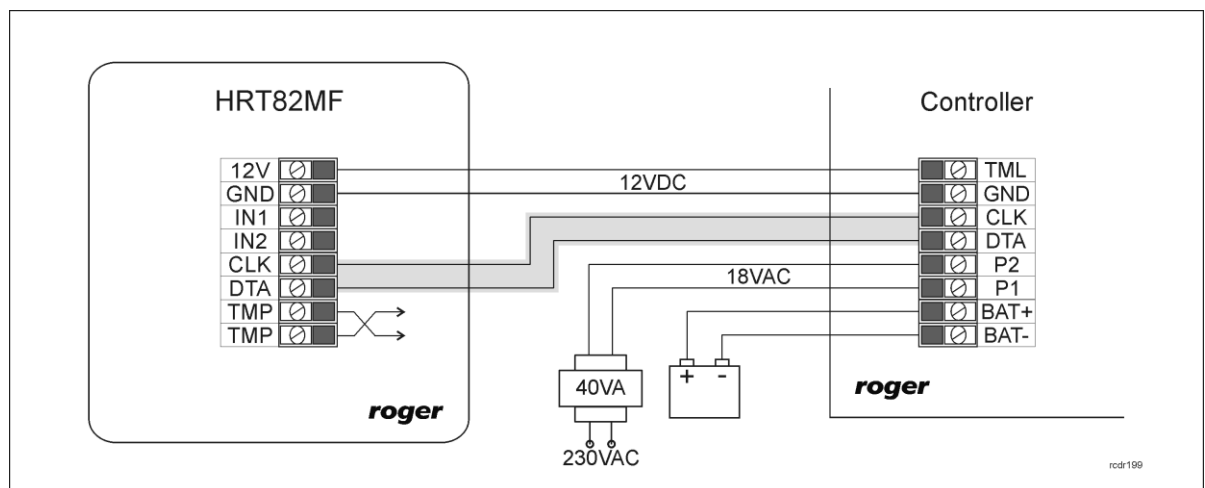 HRT82MF
Controller
12V
GND
IN1
IN2
CLK
DTA
TMP
TMP
12VDC
18VAC
TML
GND
CLK
DTA
P2
P1
BAT+
BAT-
40VA
+ -
230VAC
roger
roger
rcdr199